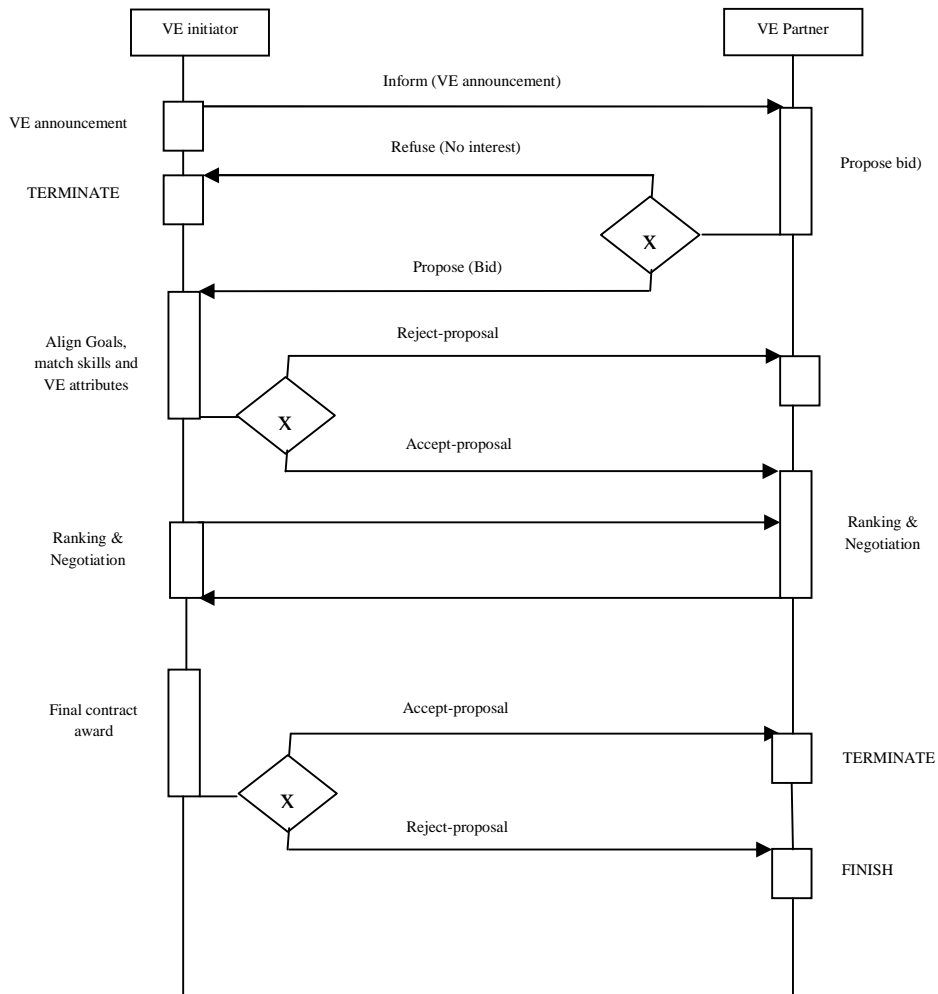 VE initiator
VE Partner
Inform (VE announcement)
VE announcement
Refuse (No interest)
Propose bid)
TERMINATE
X
Propose (Bid)
Reject-proposal
Align Goals,
match skills and
VE attributes
X
Accept-proposal
Ranking &
Negotiation
Ranking &
Negotiation
Final contract
award
Accept-proposal
TERMINATE
X
Reject-proposal
FINISH